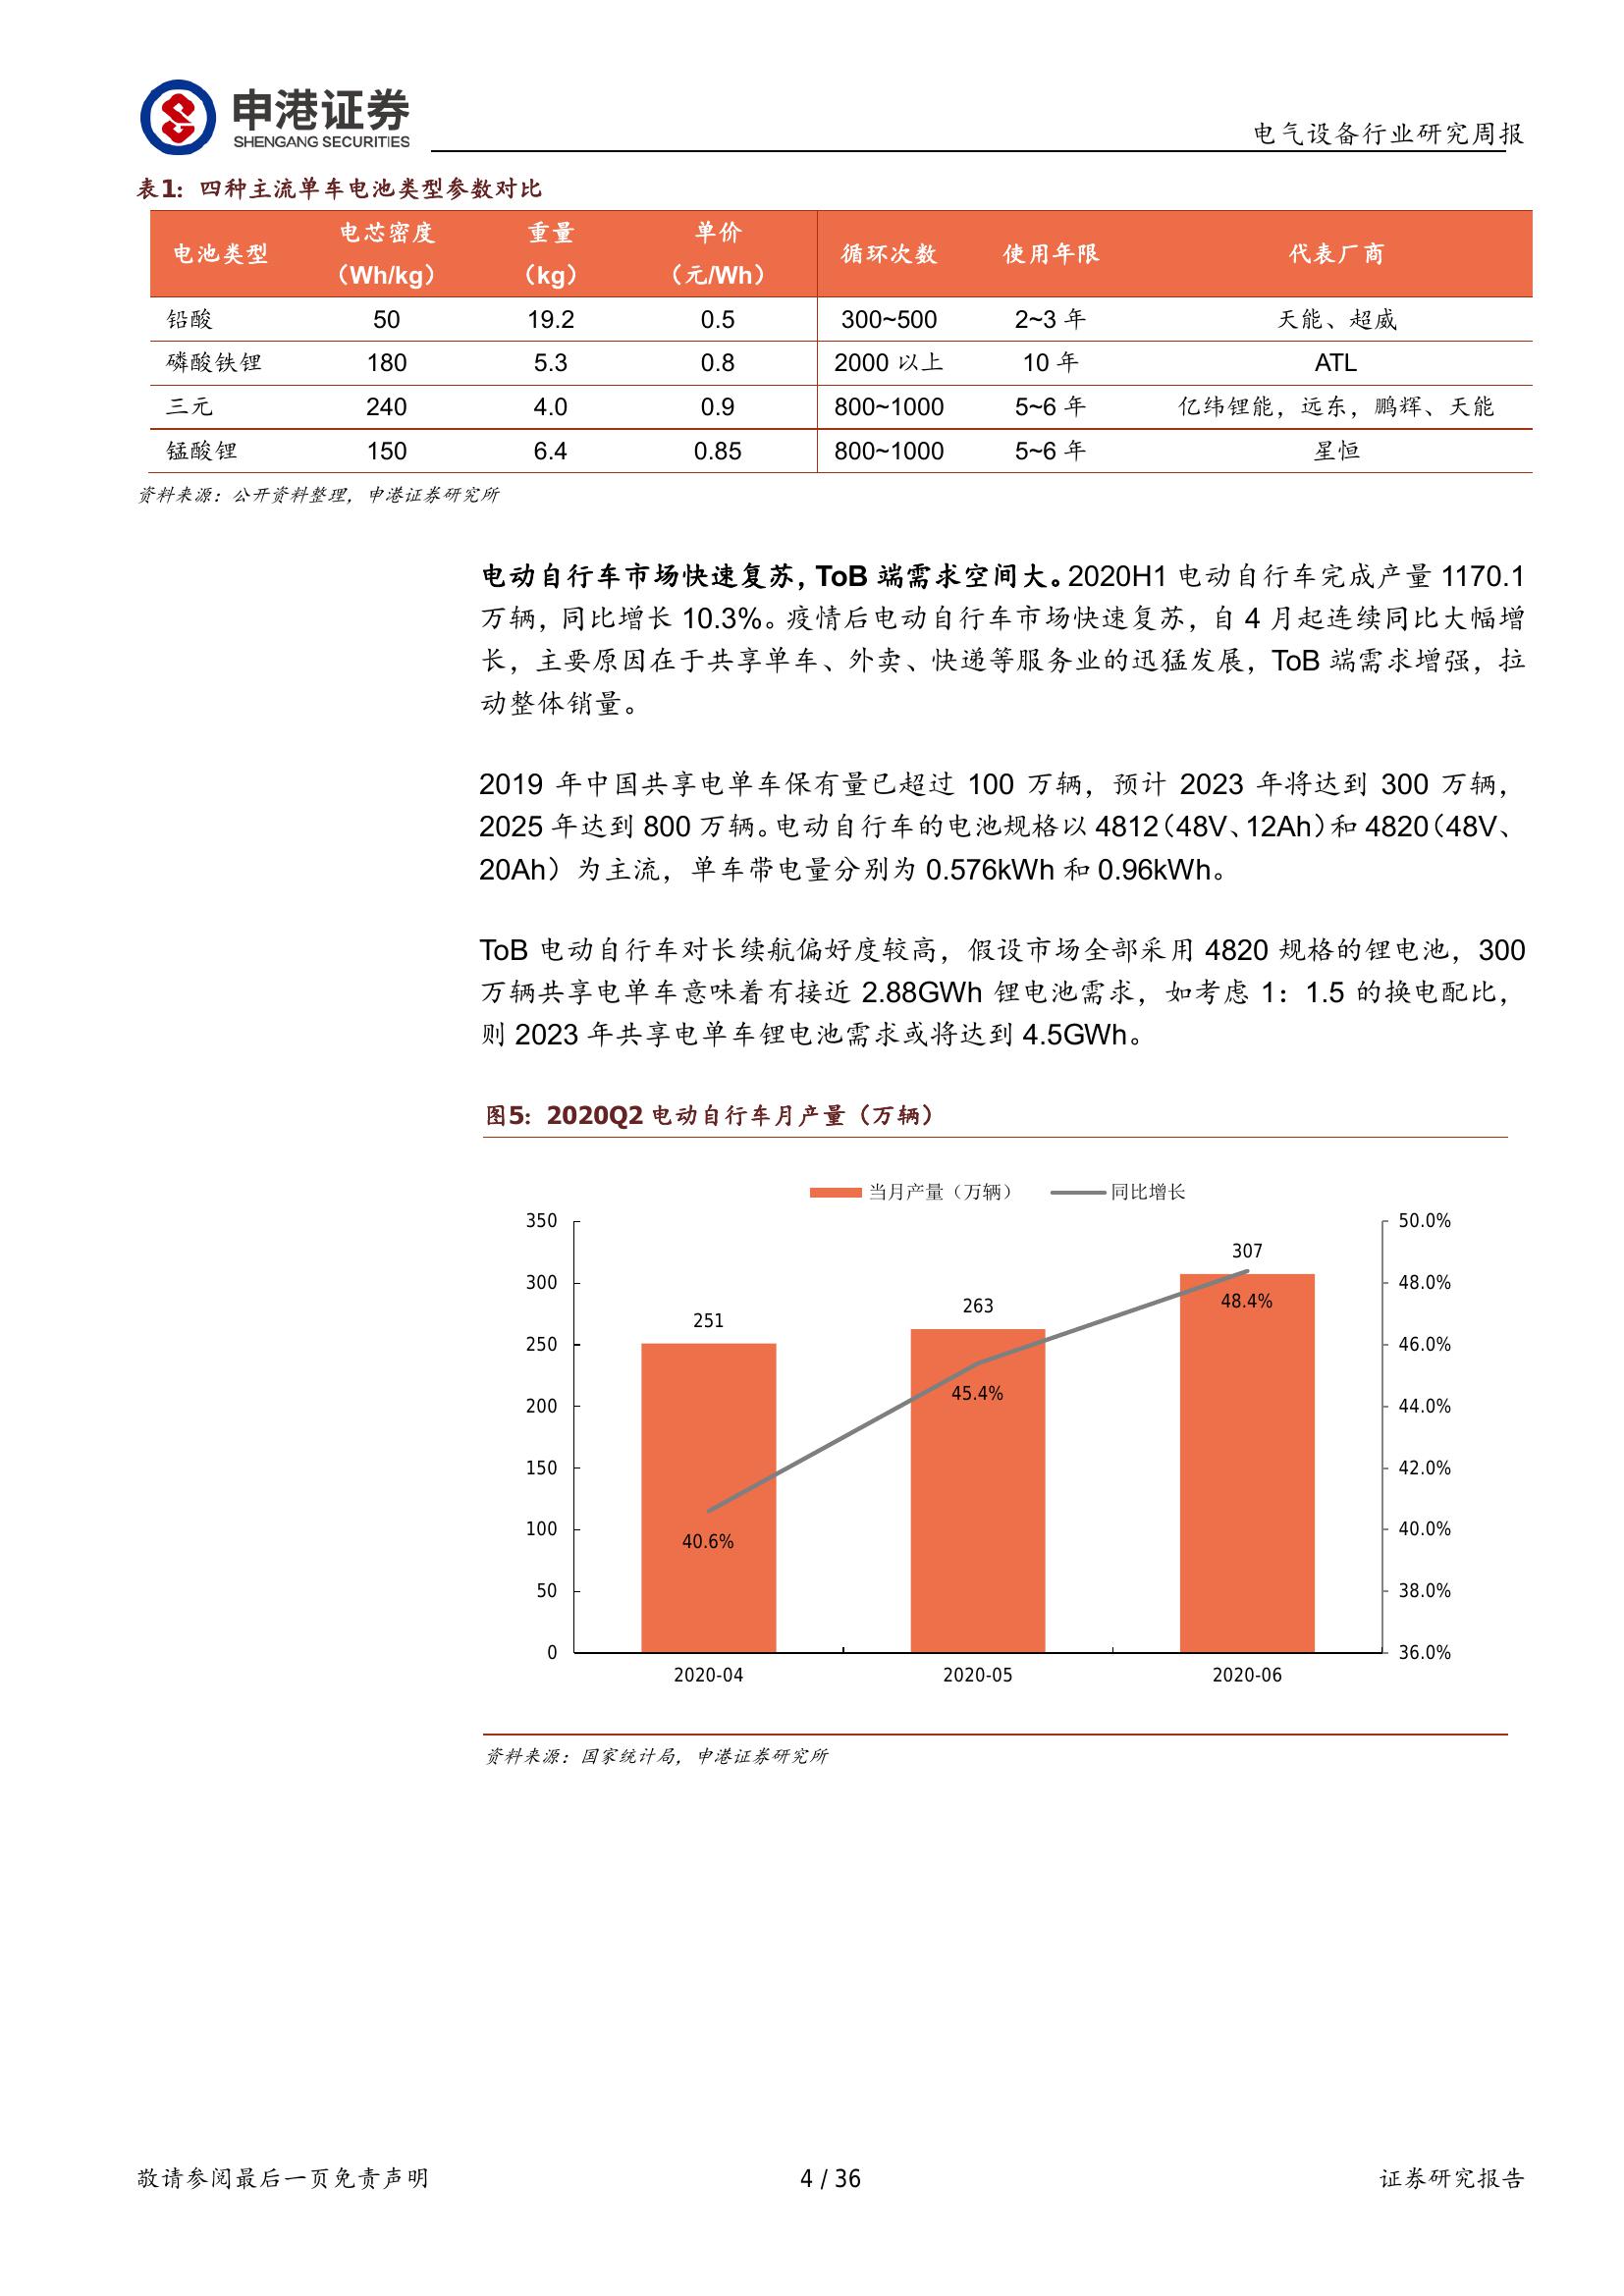 申港证券
SHENGANG SECURITIES
电气设备行业研究周报
表1：四种主流单车电池类型参数对比
电池类型 电芯密度（Wh/kg） 重量（kg） 单价（元/Wh） 循环次数 使用年限 代表厂商
铅酸 50 19.2 0.5 300~500 2~3 年 天能、超威
磷酸铁锂 180 5.3 0.8 2000 以上 10 年 ATL
三元 240 4.0 0.9 800~1000 5~6 年 亿纬锂能，远东，鹏辉、天能
锰酸锂 150 6.4 0.85 800~1000 5~6 年 星恒
资料来源：公开资料整理，申港证券研究所
电动自行车市场快速复苏，ToB 端需求空间大。2020H1 电动自行车完成产量 1170.1
万辆，同比增长 10.3%。疫情后电动自行车市场快速复苏，自 4 月起连续同比大幅增
长，主要原因在于共享单车、外卖、快递等服务业的迅猛发展，ToB 端需求增强，拉
动整体销量。
2019 年中国共享电单车保有量已超过 100 万辆，预计 2023 年将达到 300 万辆，
2025 年达到 800 万辆。电动自行车的电池规格以 4812（48V、12Ah）和 4820（48V、
20Ah）为主流，单车带电量分别为 0.576kWh 和 0.96kWh。
ToB 电动自行车对长续航偏好度较高，假设市场全部采用 4820 规格的锂电池，300
万辆共享电单车意味着有接近 2.88GWh 锂电池需求，如考虑 1：1.5 的换电配比，
则 2023 年共享电单车锂电池需求或将达到 4.5GWh。
图5：2020Q2 电动自行车月产量（万辆）
当月产量（万辆） 同比增长
350 50.0%
307
300 48.0%
48.4%
251 263
250 46.0%
45.4%
200 44.0%
150 42.0%
40.6%
100 40.0%
50 38.0%
0 36.0%
2020-04 2020-05 2020-06
资料来源：国家统计局，申港证券研究所
敬请参阅最后一页免责声明 4 / 36 证券研究报告